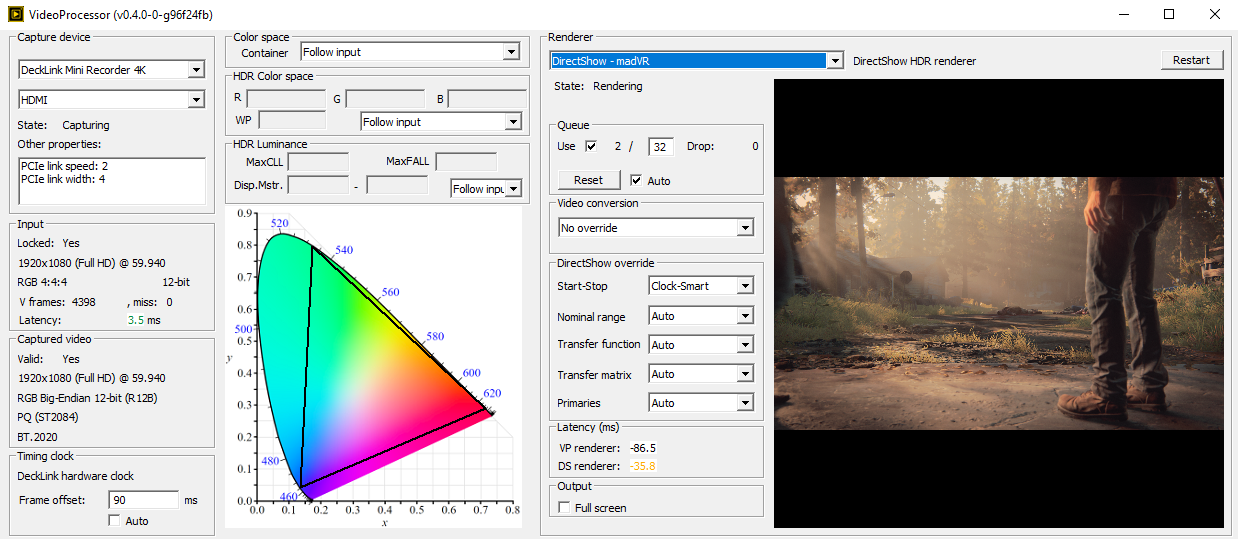 VideoProcessor (v0.4.0-0-g96f24fb)
Capture device
DeckLink Mini Recorder 4K
HDMI
State: Capturing
Other properties:
PCIe link speed: 2
PCIe link width: 4
Input
Locked: Yes
1920x1080 (Full HD) @ 59.940
RGB 4:4:4 12-bit
V frames: 4398 , miss: 0
Latency: 3.5 ms
Captured video
Valid: Yes
1920x1080 (Full HD) @ 59.940
RGB Big-Endian 12-bit (R12B)
PQ (ST2084)
BT.2020
Timing clock
DeckLink hardware clock
Frame offset: 90 ms
Auto
Color space
Container Follow input
HDR Color space
R G B
WP Follow input
HDR Luminance
MaxCLL MaxFALL
Disp.Mstr. - Follow inpu
0.9
0.8
0.7
0.6
0.5
0.4
0.3
0.2
0.1
0.0
y
520
540
560
500
580
600
620
480
460
0.0 0.1 0.2 0.3 0.4 0.5 0.6 0.7 0.8
x
Renderer
DirectShow - madVR DirectShow HDR renderer Restart
State: Rendering
Queue
Use 2 / 32 Drop: 0
Reset Auto
Video conversion
No override
DirectShow override
Start-Stop Clock-Smart
Nominal range Auto
Transfer function Auto
Transfer matrix Auto
Primaries Auto
Latency (ms)
VP renderer: -86.5
DS renderer: -35.8
Output
Full screen